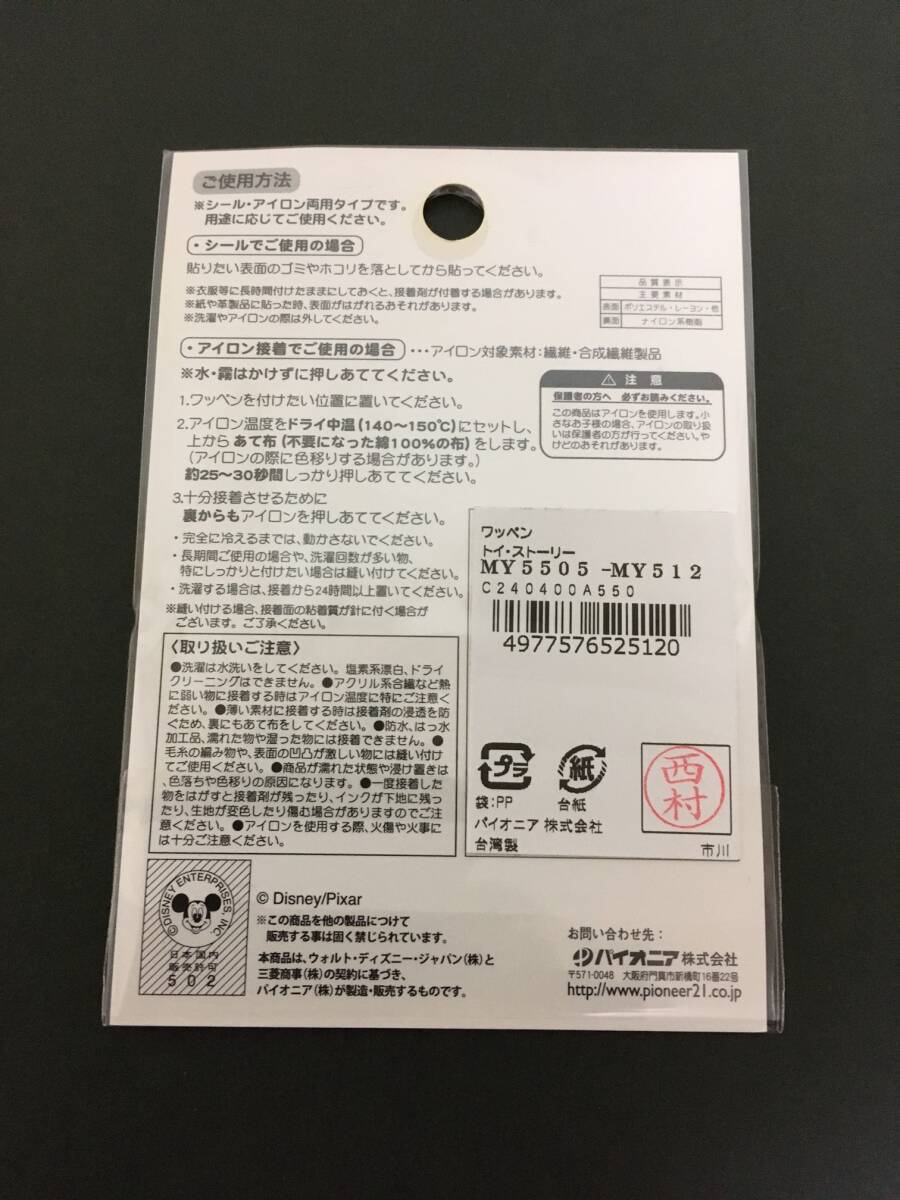 ご使用方法
※シール・アイロン両用タイプです。
用途に応じてご使用ください。
・シールでご使用の場合
貼りたい表面のゴミやホコリを落としてから貼ってください。
※衣服等に長時間付けたままにしておくと、接着剤が付着する場合があります。
※紙や革製品に貼った時、表面がはがれるおそれがあります。
※洗濯やアイロンの際は外してください。
品質表示
主要素材
表面 ポリエステル・レーヨン・他
裏面 ナイロン系樹脂
・アイロン接着でご使用の場合 ・・・アイロン対象素材：繊維・合成繊維製品
※水・霧はかけずに押しあててください。
1.ワッペンを付けたい位置に置いてください。
2.アイロン温度をドライ中温（140〜150℃）にセットし、
上からあて布（不要になった綿100%の布）をします。
（アイロンの際に色移りする場合があります。）
約25〜30秒間しっかり押しあててください。
3.十分接着させるために
裏からもアイロンを押しあててください。
・完全に冷えるまでは、動かさないでください。
・長期間ご使用の場合や、洗濯回数が多い物、
特にしっかりと付けたい場合は縫い付けてください。
・洗濯する場合は、接着から24時間以上置いてください。
※縫い付ける場合、接着面の粘着質が針に付く場合が
ございます。ご了承ください。
⚠ 注意
保護者の方へ 必ずお読みください。
この商品はアイロンを使用します。小
さなお子様の場合、アイロンの取り扱
いは保護者の方が行ってください。や
けどのおそれがあります。
〈取り扱いご注意〉
●洗濯は水洗いをしてください。塩素系漂白、ドライ
クリーニングはできません。●アクリル系合繊など熱
に弱い物に接着する時はアイロン温度に特にご注意く
ださい。●薄い素材に接着する時は接着剤の浸透を防
ぐため、裏にもあて布をしてください。●防水、はっ水
加工品、濡れた物や湿った物には接着できません。●
毛糸の編み物や、表面の凹凸が激しい物には縫い付け
てご使用ください。●商品が濡れた状態や浸け置きは、
色落ちや色移りの原因になります。●一度接着した
物をはがすと接着剤が残ったり、インクが下地に残っ
たり、生地が変色したり傷む場合がありますのでご注
意ください。●アイロンを使用する際、火傷や火事に
は十分ご注意ください。
ワッペン
トイ・ストーリー
MY5505-MY512
C240400A550
4977576525120
プラ
紙
袋：PP
台紙
パイオニア 株式会社
台湾製
西村
市川
©DISNEY ENTERPRISES, INC.
日本国内
販売許可
502
© Disney/Pixar
※この商品を他の製品につけて
販売する事は固く禁じられています。
本商品は、ウォルト・ディズニー・ジャパン（株）と
三菱商事（株）の契約に基づき、
パイオニア（株）が製造・販売するものです。
お問い合わせ先：
パイオニア株式会社
〒571-0048 大阪府門真市新橋町16番22号
http://www.pioneer21.co.jp